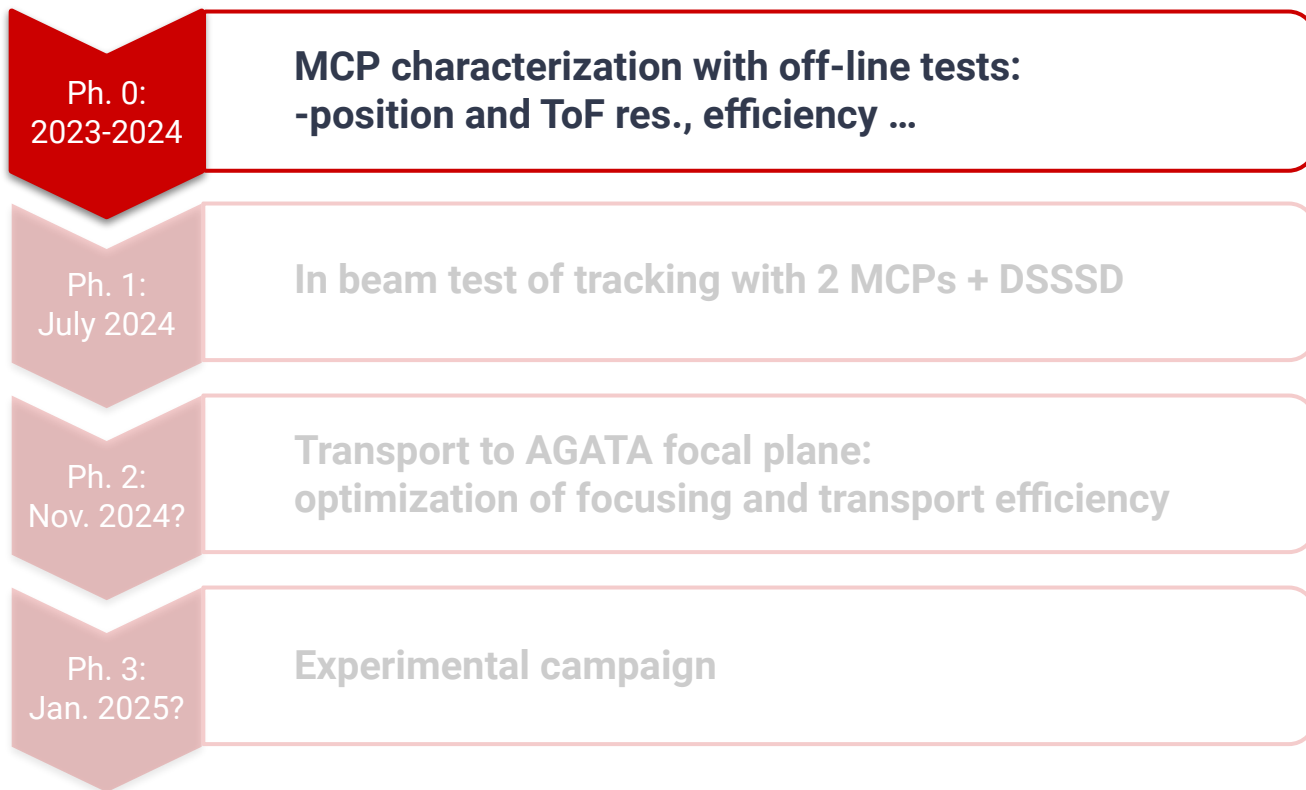 Ph. 0:
2023-2024
MCP characterization with off-line tests:
-position and ToF res., efficiency ...
Ph. 1:
July 2024
In beam test of tracking with 2 MCPs + DSSSD
Ph. 2:
Nov. 2024?
Transport to AGATA focal plane:
optimization of focusing and transport efficiency
Ph. 3:
Jan. 2025?
Experimental campaign